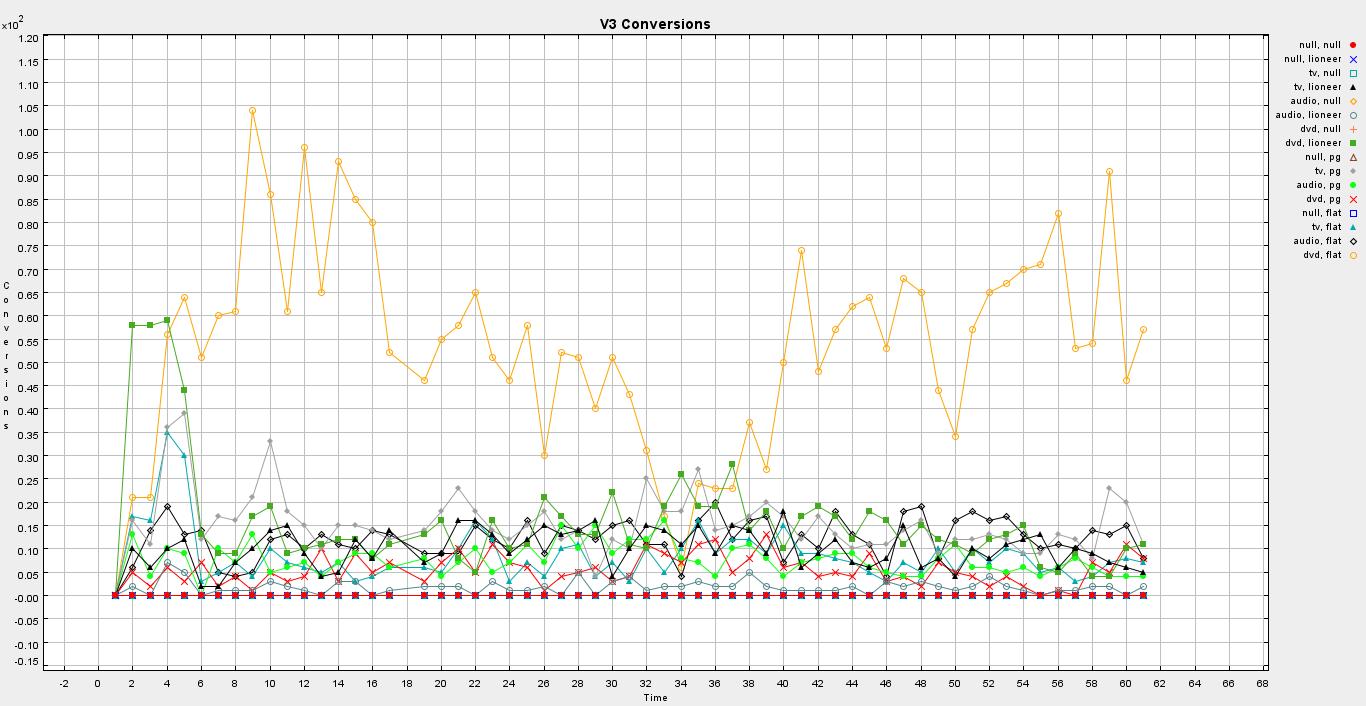 V3 Conversions
x10²
1.20
1.15
1.10
1.05
1.00
0.95
0.90
0.85
0.80
0.75
0.70
0.65
0.60
0.55
0.50
0.45
0.40
0.35
0.30
0.25
0.20
0.15
0.10
0.05
-0.00
-0.05
-0.10
-0.15
Conversions
-2 0 2 4 6 8 10 12 14 16 18 20 22 24 26 28 30 32 34 36 38 40 42 44 46 48 50 52 54 56 58 60 62 64 66 68
Time
null, null
null, lioneer
tv, null
tv, lioneer
audio, null
audio, lioneer
dvd, null
dvd, lioneer
null, pg
tv, pg
audio, pg
dvd, pg
null, flat
tv, flat
audio, flat
dvd, flat